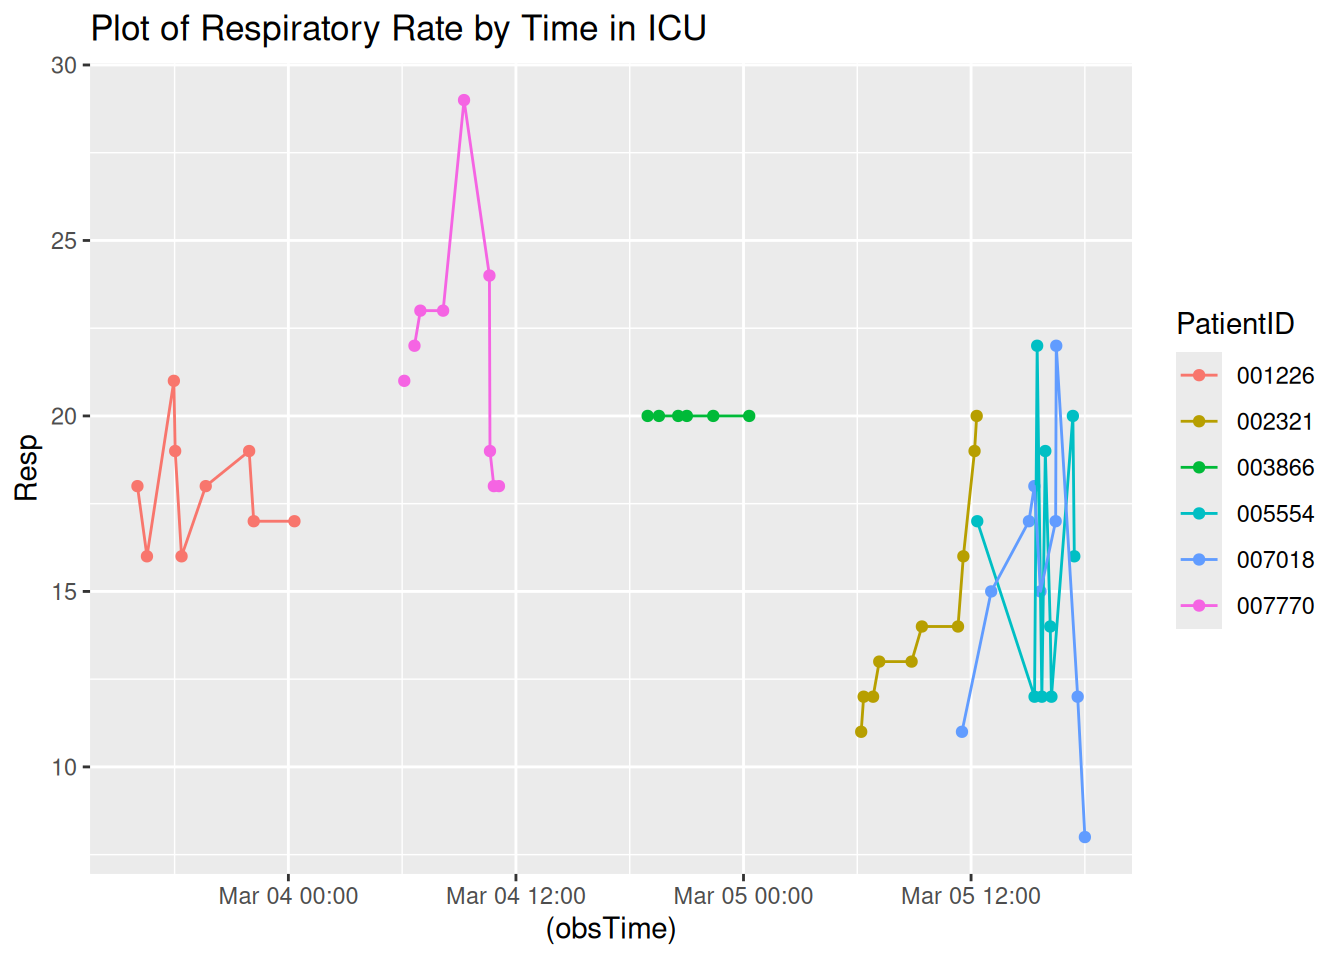 Plot of Respiratory Rate by Time in ICU
30
25
20
15
10
Resp
Mar 04 00:00
Mar 04 12:00
Mar 05 00:00
Mar 05 12:00
(obsTime)
PatientID
001226
002321
003866
005554
007018
007770